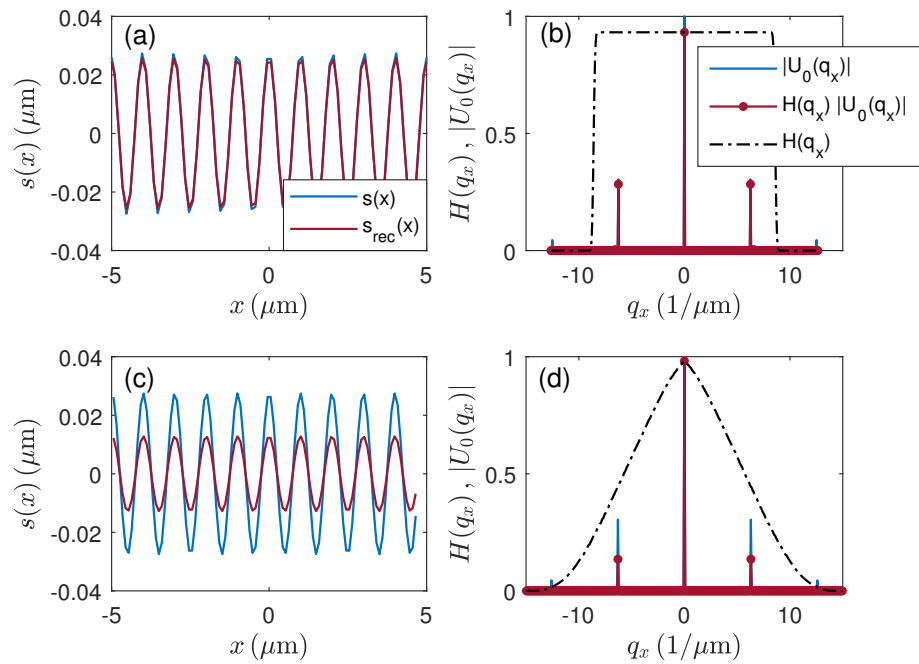 (a)
0.04
0.02
0
-0.02
-0.04
s(x) (μm)
-5
0
5
x (μm)
s(x)
s_rec(x)
(b)
1
0.5
0
H(q_x) , |U_0(q_x)|
-10
0
10
q_x (1/μm)
|U_0(q_x)|
H(q_x) |U_0(q_x)|
H(q_x)
(c)
0.04
0.02
0
-0.02
-0.04
s(x) (μm)
-5
0
5
x (μm)
(d)
1
0.5
0
H(q_x) , |U_0(q_x)|
-10
0
10
q_x (1/μm)